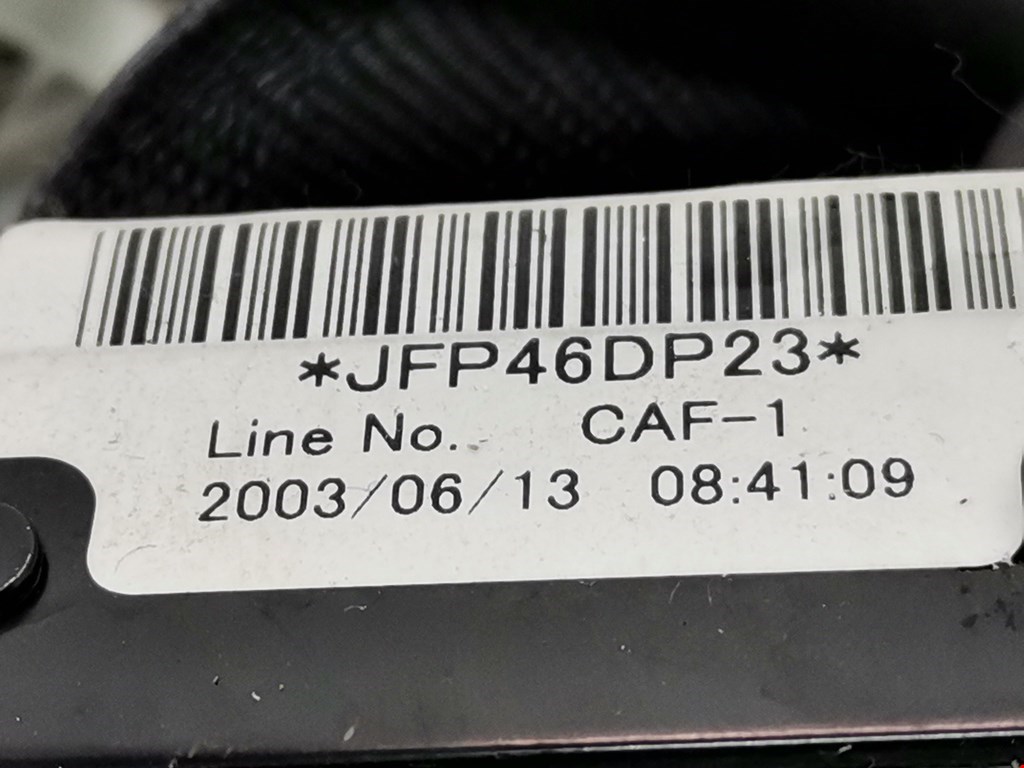 *JFP46DP23*
Line No. CAF-1
2003/06/13 08:41:09